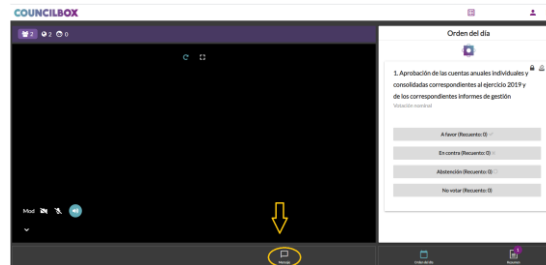 COUNCILBOX
2 2 0
Orden del día
1. Aprobación de las cuentas anuales individuales y
consolidadas correspondientes al ejercicio 2019 y
de los correspondientes informes de gestión
Votación nominal
A favor (Recuento: 0)
En contra (Recuento: 0)
Abstención (Recuento: 0)
No votar (Recuento: 0)
Mod
Mensaje
Orden del día
Resumen